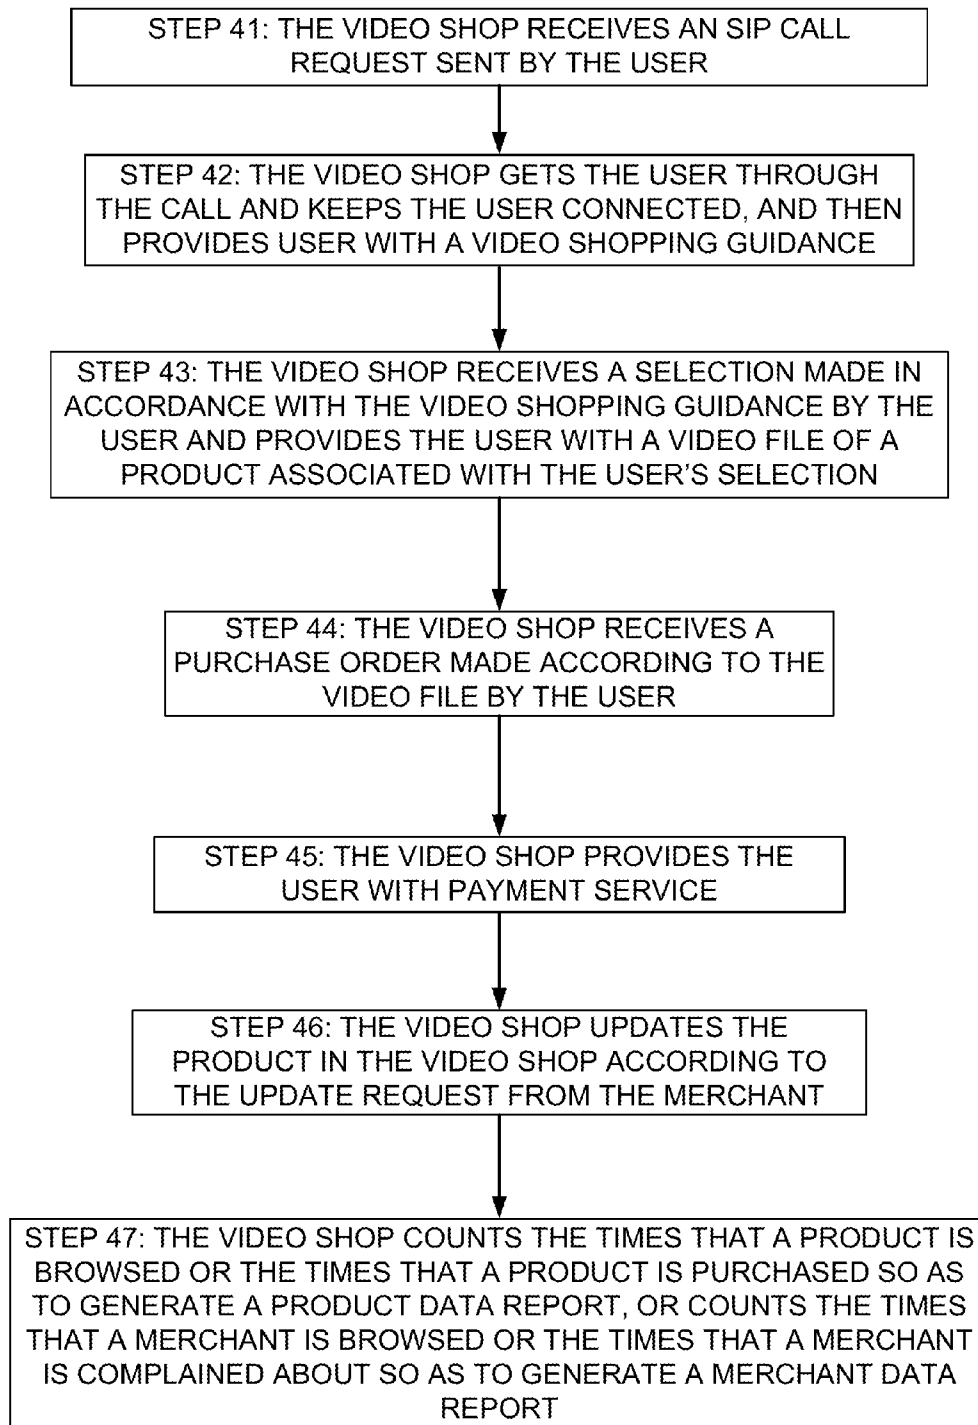 STEP 41: THE VIDEO SHOP RECEIVES AN SIP CALL
REQUEST SENT BY THE USER
STEP 42: THE VIDEO SHOP GETS THE USER THROUGH
THE CALL AND KEEPS THE USER CONNECTED, AND THEN
PROVIDES USER WITH A VIDEO SHOPPING GUIDANCE
STEP 43: THE VIDEO SHOP RECEIVES A SELECTION MADE IN
ACCORDANCE WITH THE VIDEO SHOPPING GUIDANCE BY THE
USER AND PROVIDES THE USER WITH A VIDEO FILE OF A
PRODUCT ASSOCIATED WITH THE USER'S SELECTION
STEP 44: THE VIDEO SHOP RECEIVES A
PURCHASE ORDER MADE ACCORDING TO THE
VIDEO FILE BY THE USER
STEP 45: THE VIDEO SHOP PROVIDES THE
USER WITH PAYMENT SERVICE
STEP 46: THE VIDEO SHOP UPDATES THE
PRODUCT IN THE VIDEO SHOP ACCORDING TO
THE UPDATE REQUEST FROM THE MERCHANT
STEP 47: THE VIDEO SHOP COUNTS THE TIMES THAT A PRODUCT IS
BROWSED OR THE TIMES THAT A PRODUCT IS PURCHASED SO AS
TO GENERATE A PRODUCT DATA REPORT, OR COUNTS THE TIMES
THAT A MERCHANT IS BROWSED OR THE TIMES THAT A MERCHANT
IS COMPLAINED ABOUT SO AS TO GENERATE A MERCHANT DATA
REPORT